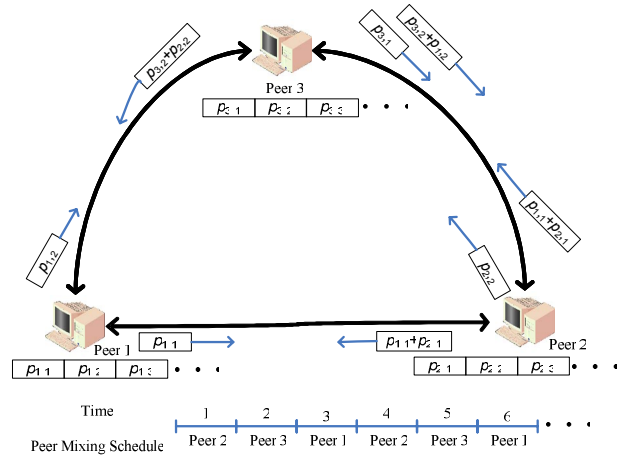 p3,2+p2,2
p3,1
p3,2+p1,2
Peer 3
p3 1 p3 2 p3 3 • • •
p1,2
p1,1+p2,1
p2,2
Peer 1
p1 1
p1 1+p2 1
Peer 2
p1 1 p1 2 p1 3 • • •
p2 1 p2 2 p2 3 • • •
Time 1 2 3 4 5 6 • • •
Peer Mixing Schedule Peer 2 Peer 3 Peer 1 Peer 2 Peer 3 Peer 1